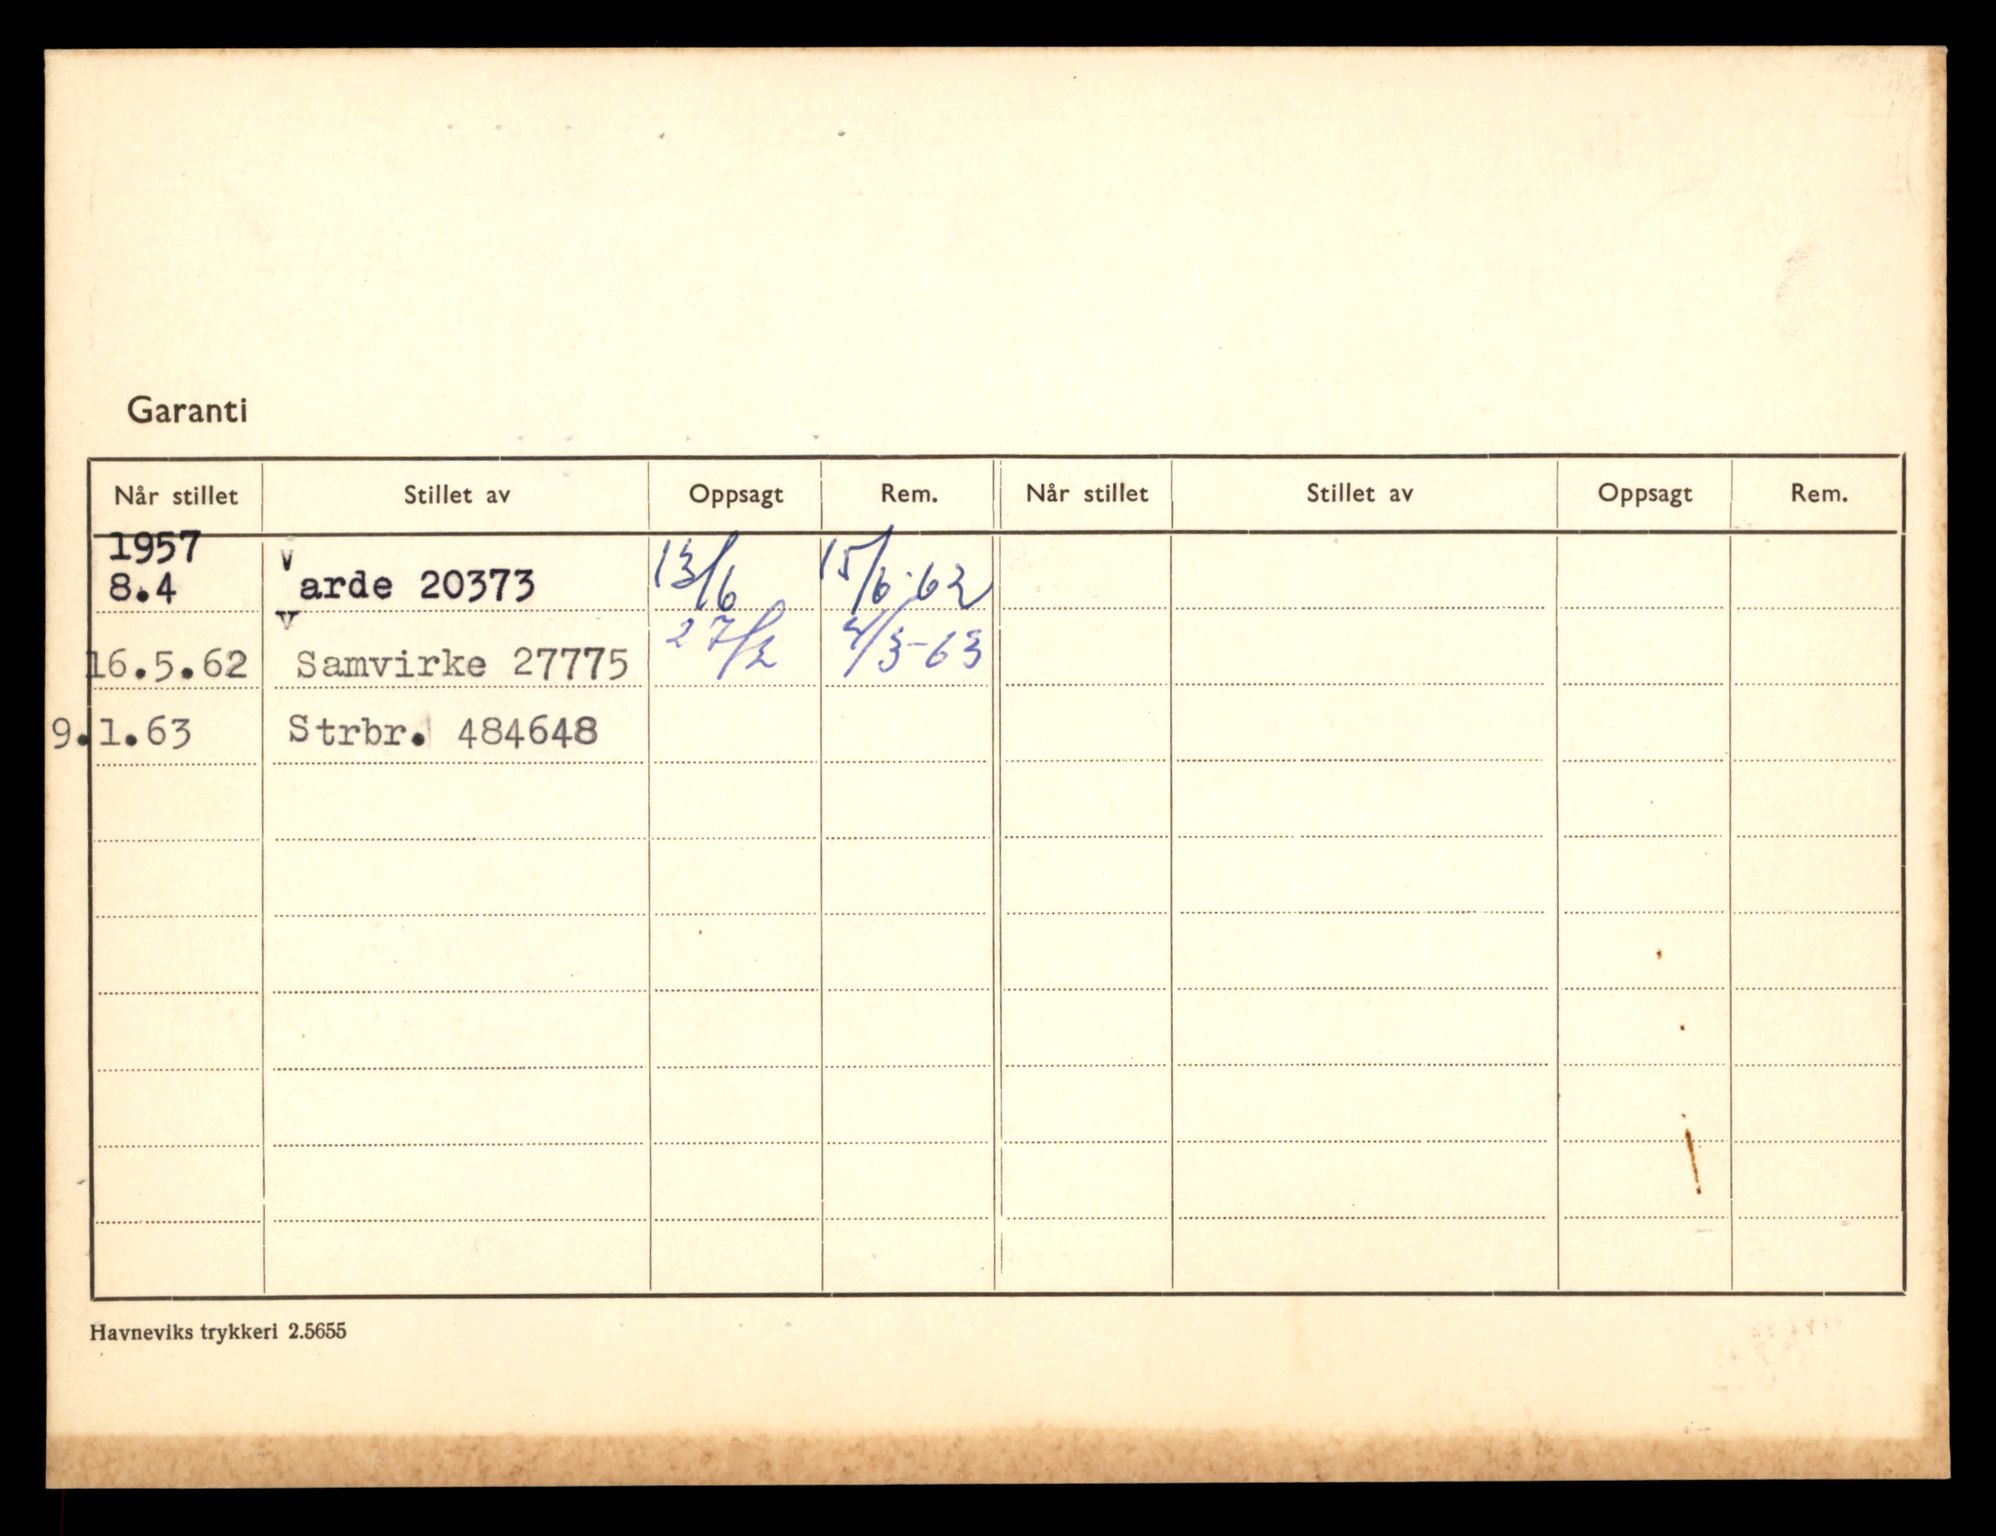 Garanti
Når stillet Stillet av Oppsagt Rem. Når stillet Stillet av Oppsagt Rem.
1957
8.4 Varde 20373 13/6 15/6.62
16.5.62 Samvirke 27775 27/2 4/3-63
9.1.63 Strbr. 484648
Havneviks trykkeri 2.5655